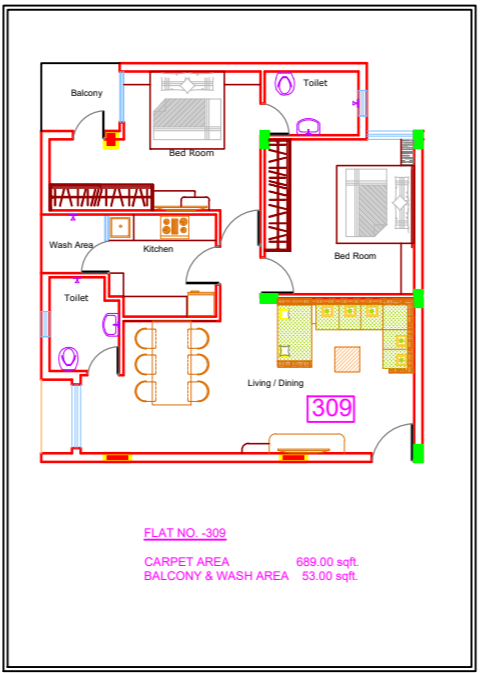 Balcony
Toilet
Bed Room
Wash Area
Kitchen
Bed Room
Toilet
Living / Dining
309
FLAT NO. -309
CARPET AREA 689.00 sqft.
BALCONY & WASH AREA 53.00 sqft.